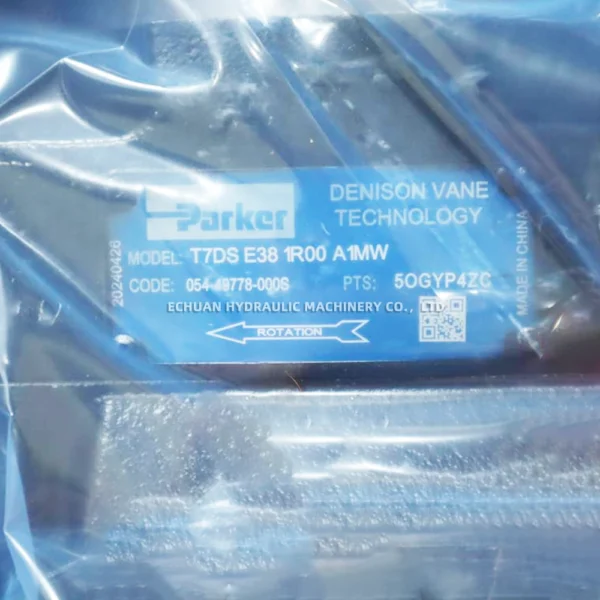 Parker
DENISON VANE
TECHNOLOGY
MODEL: T7DS E38 1R00 A1MW
CODE: 054-49778-000S
PTS: 5OGYP4ZC
ECHUAN HYDRAULIC MACHINERY CO., LTD
ROTATION
20240426
MADE IN CHINA